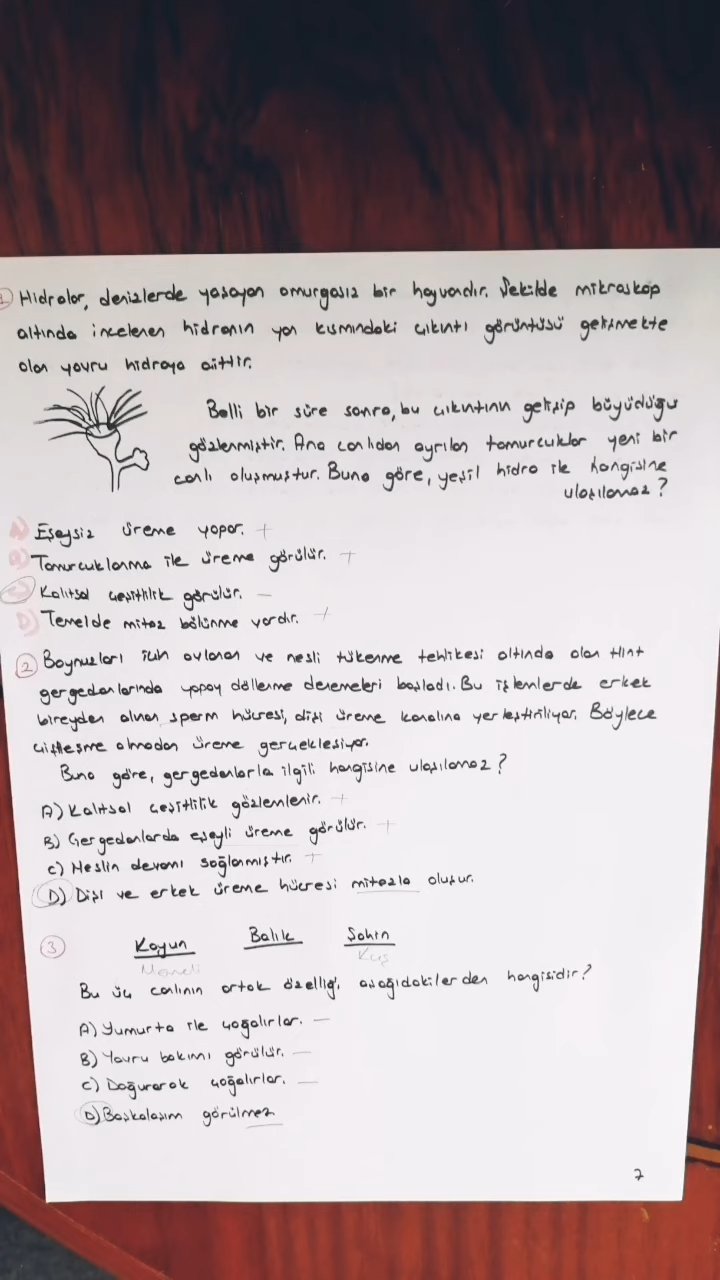 1 Hidralar, denizlerde yaşayan omurgasız bir hayvandır. Şekilde mikroskop
altında incelenen hidranın yan kısmındaki çıkıntı görüntüsü gelişmekte
olan yavru hidraya aittir.
Belli bir süre sonra, bu çıkıntının gelişip büyüdüğü
gözlenmiştir. Ana canlıdan ayrılan tomurcuklar yeni bir
canlı oluşmuştur. Buna göre, yeşil hidra ile hangisine
ulaşılamaz?
A) Eşeysiz üreme yapar. +
B) Tomurcuklanma ile üreme görülür. +
C) Kalıtsal çeşitlilik görülür. –
D) Temelde mitoz bölünme vardır. +
2 Boynuzları için avlanan ve nesli tükenme tehlikesi altında olan Hint
gergedanlarında yapay döllenme denemeleri başladı. Bu işlemlerde erkek
bireyden alınan sperm hücresi, dişi üreme kanalına yerleştiriliyor. Böylece
çiftleşme olmadan üreme gerçekleşiyor.
Buna göre, gergedanlarla ilgili hangisine ulaşılamaz?
A) Kalıtsal çeşitlilik gözlemlenir. +
B) Gergedanlarda eşeyli üreme görülür. +
C) Neslin devamı sağlanmıştır. +
D) Dişi ve erkek üreme hücresi mitozla oluşur.
3 Koyun Balık Şahin
Memeli Kuş
Bu üç canlının ortak özelliği aşağıdakilerden hangisidir?
A) Yumurta ile çoğalırlar. –
B) Yavru bakımı görülür. –
C) Doğurarak çoğalırlar. –
D) Başkalaşım görülmez
7